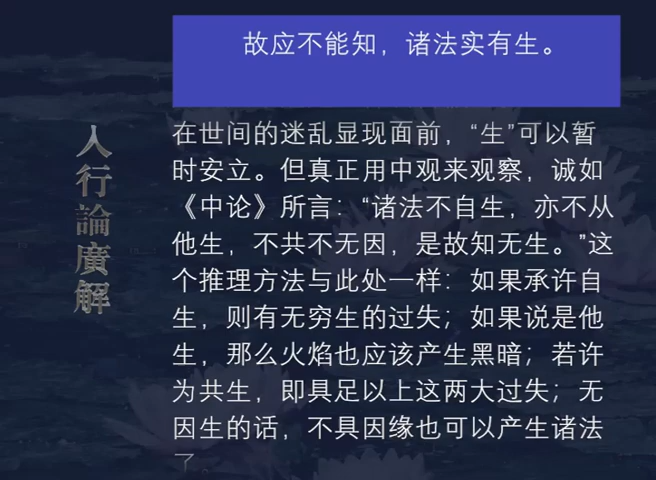 故应不能知，诸法实有生。
入行論廣解
在世间的迷乱显现面前，“生”可以暂
时安立。但真正用中观来观察，诚如
《中论》所言：“诸法不自生，亦不从
他生，不共不无因，是故知无生。”这
个推理方法与此处一样：如果承许自
生，则有无穷生的过失；如果说是他
生，那么火焰也应该产生黑暗；若许
为共生，即具足以上这两大过失；无
因生的话，不具因缘也可以产生诸法
了。